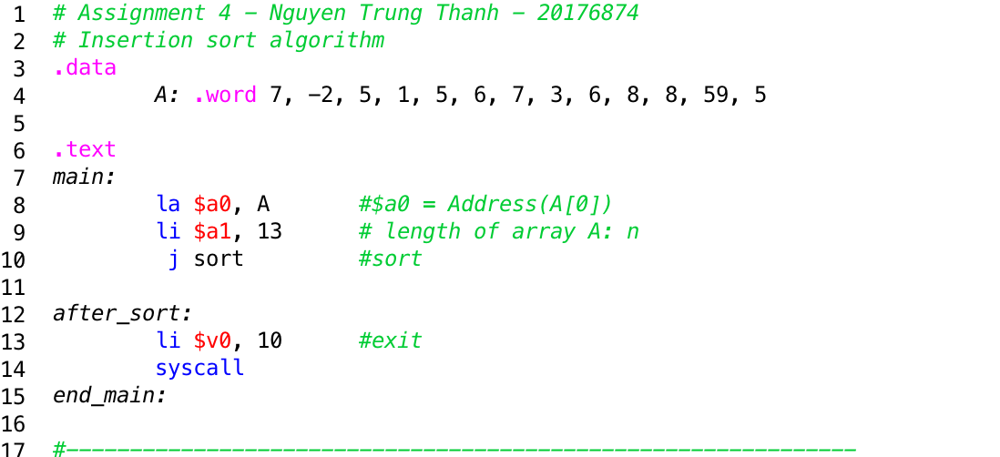 1 # Assignment 4 - Nguyen Trung Thanh - 20176874
2 # Insertion sort algorithm
3 .data
4 A: .word 7, -2, 5, 1, 5, 6, 7, 3, 6, 8, 8, 59, 5
5
6 .text
7 main:
8 la $a0, A #$a0 = Address(A[0])
9 li $a1, 13 # length of array A: n
10 j sort #sort
11
12 after_sort:
13 li $v0, 10 #exit
14 syscall
15 end_main:
16
17 #--------------------------------------------------------------